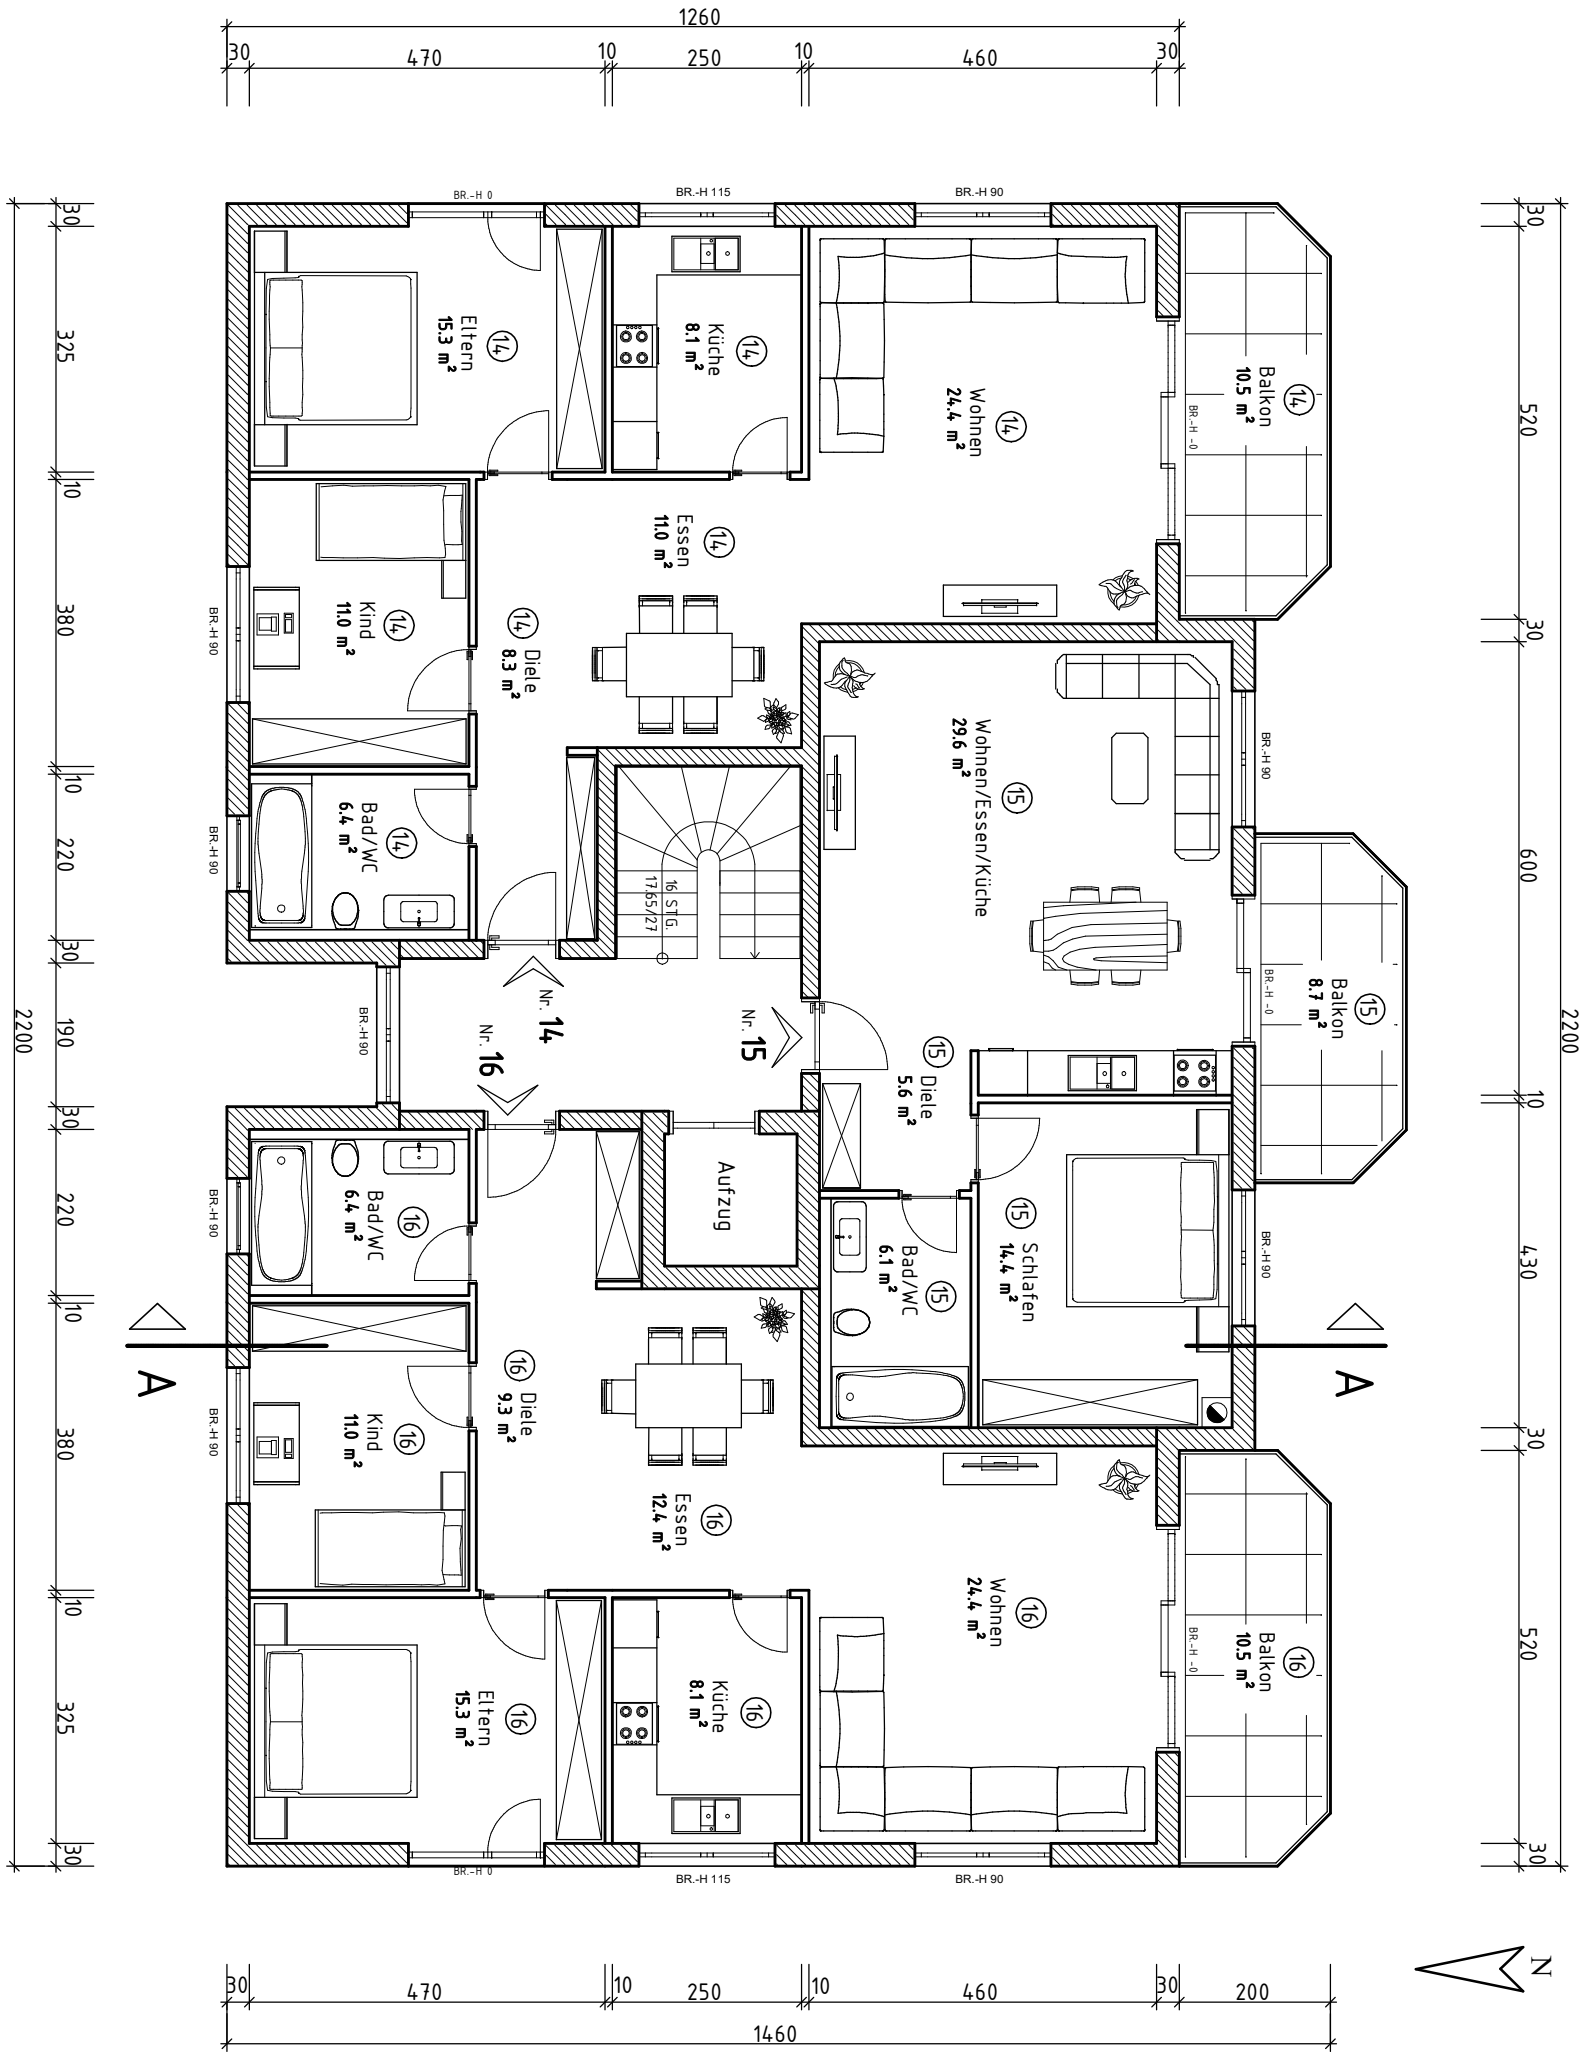 1260
30
470
10
250
10
460
30
2200
30
325
10
380
10
220
30
190
30
220
10
380
10
325
30
2200
30
520
30
600
10
430
30
520
30
30
470
10
250
10
460
30
200
1460
N
BR.-H 0
BR.-H 115
BR.-H 90
14
Eltern
15.3 m²
14
Küche
8.1 m²
14
Wohnen
24.4 m²
14
Balkon
10.5 m²
BR.-H -0
14
Essen
11.0 m²
14
Kind
11.0 m²
BR.-H 90
14
Diele
8.3 m²
14
Bad/WC
6.4 m²
BR.-H 90
16 STG.
17.65/27
15
Wohnen/Essen/Küche
29.6 m²
BR.-H 90
15
Balkon
8.7 m²
BR.-H -0
BR.-H 90
Nr. 14
Nr. 16
Nr. 15
15
Diele
5.6 m²
Aufzug
15
Schlafen
14.4 m²
BR.-H 90
15
Bad/WC
6.1 m²
16
Bad/WC
6.4 m²
BR.-H 90
A
A
16
Diele
9.3 m²
16
Kind
11.0 m²
BR.-H 90
16
Essen
12.4 m²
16
Wohnen
24.4 m²
16
Balkon
10.5 m²
BR.-H -0
16
Eltern
15.3 m²
16
Küche
8.1 m²
BR.-H 0
BR.-H 115
BR.-H 90